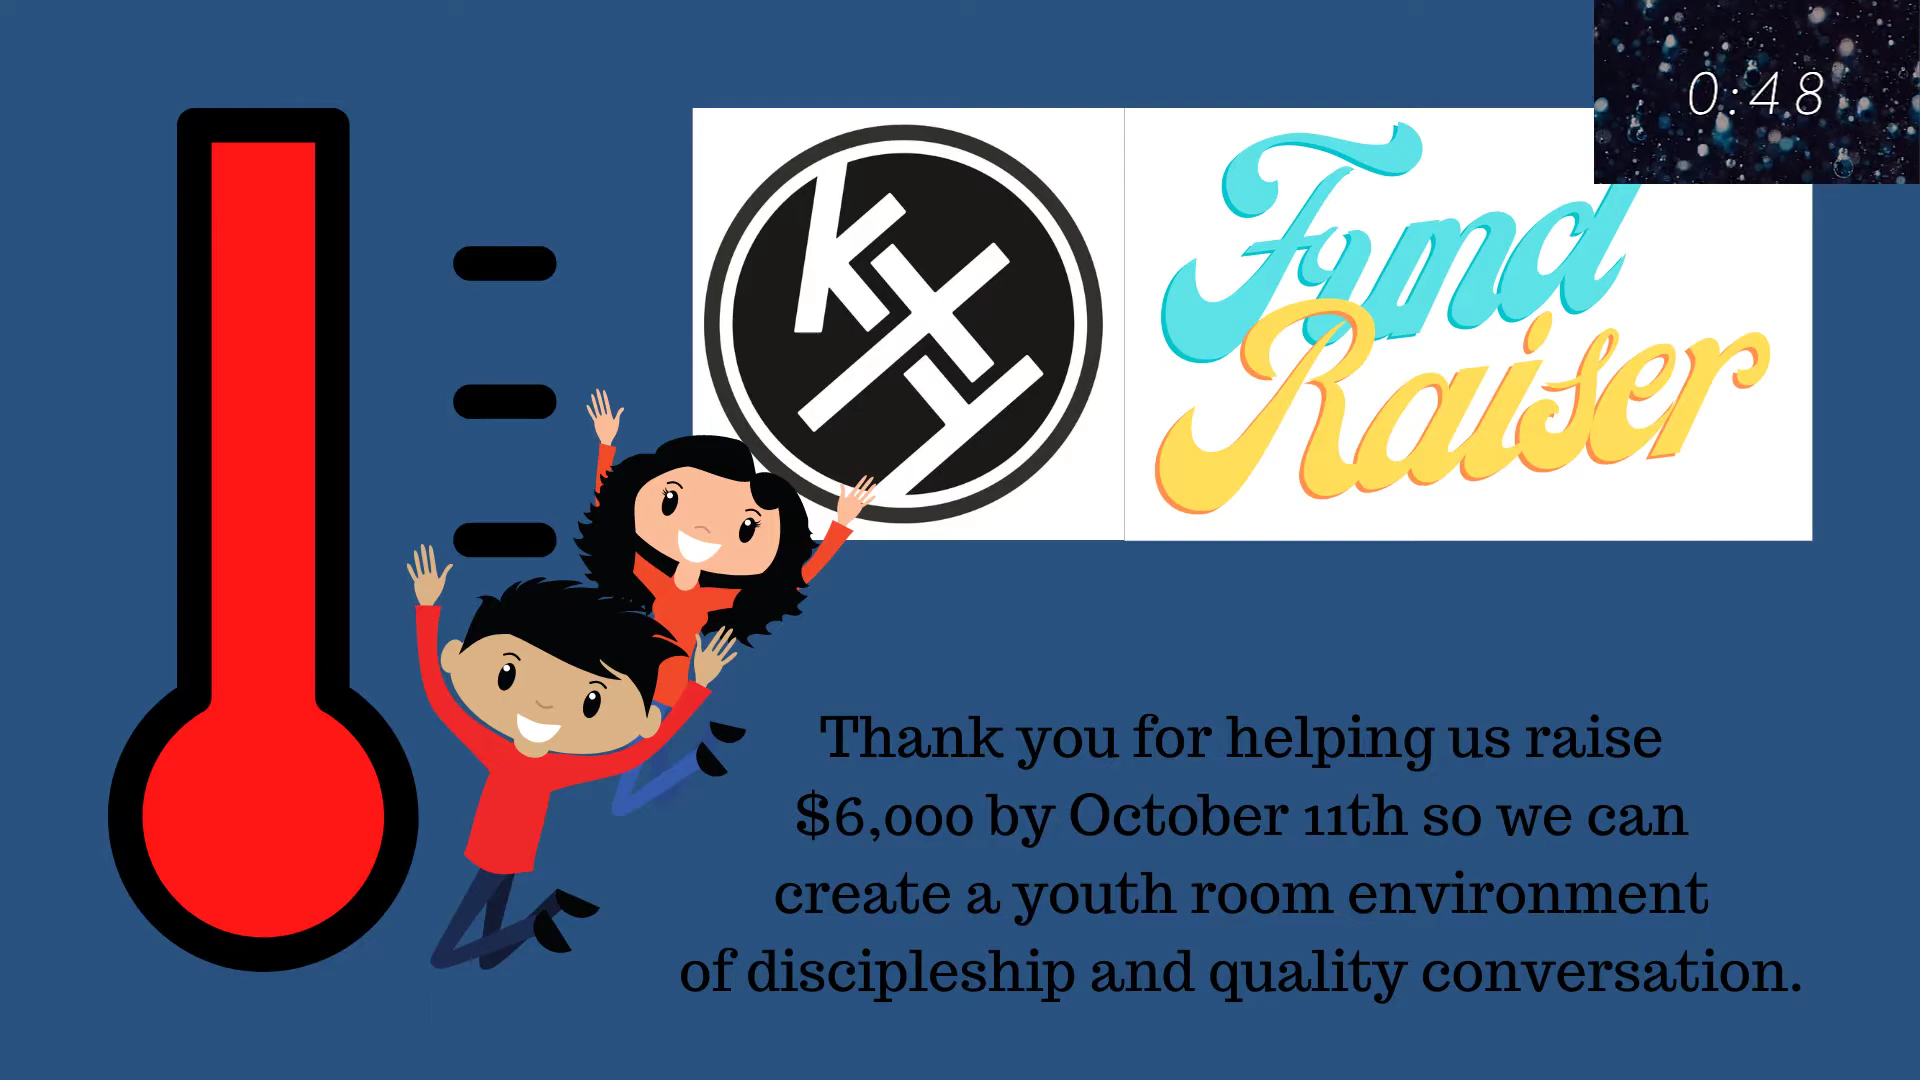 0:48
KXY
Fund
Raiser
Thank you for helping us raise
$6,000 by October 11th so we can
create a youth room environment
of discipleship and quality conversation.